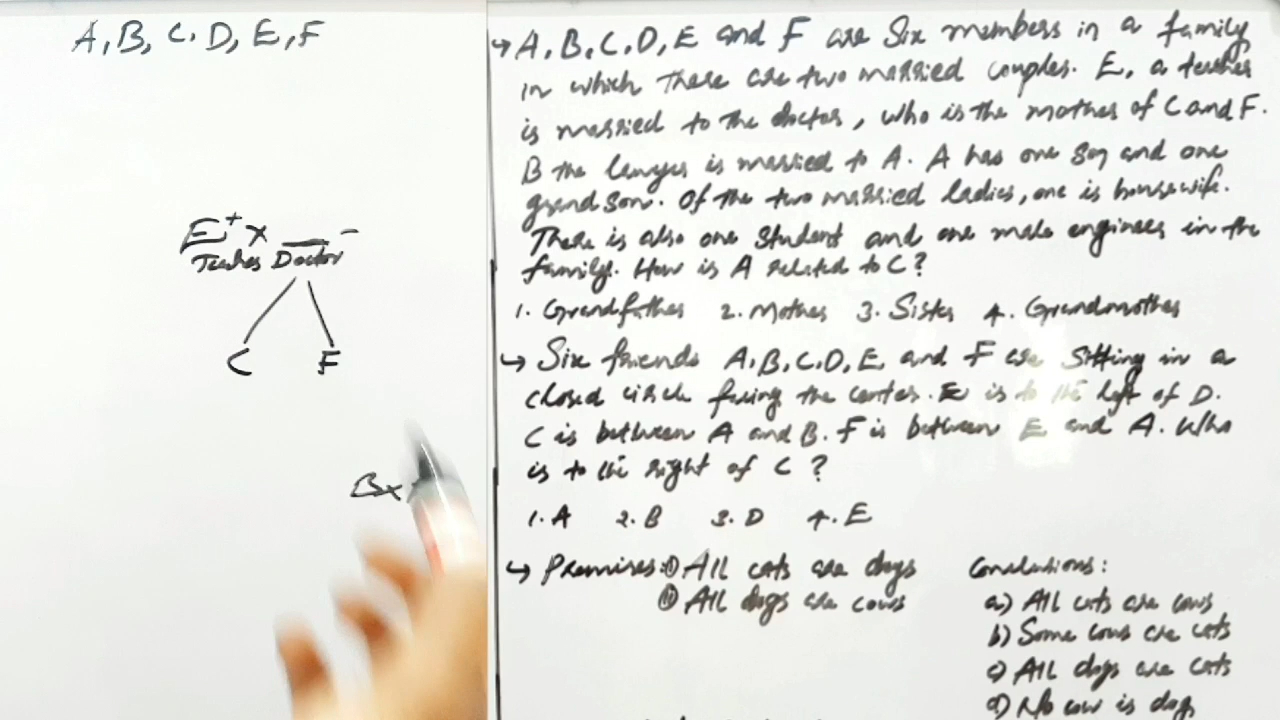 A, B, C, D, E, F
E⁺ × __ ⁻
Teacher Doctor
C F
B×
→ A, B, C, D, E and F are Six members in a family
in which There are two married couples. E, a teacher
is married to the doctor, who is the mother of C and F.
B the lawyer is married to A. A has one son and one
grand son. Of the two married ladies, one is housewife.
There is also one student and one male engineer in the
family. How is A related to C?
1. Grandfather 2. Mother 3. Sister 4. Grandmother
→ Six friends A, B, C, D, E, and F are sitting in a
closed circle facing the center. E is to the left of D.
C is between A and B. F is between E and A. Who
is to the right of C?
1. A 2. B 3. D 4. E
→ Premises: i) All cats are dogs
ii) All dogs are cows
Conclusions:
a) All cats are cows
b) Some cows are cats
c) All dogs are cats
d) No cow is dog